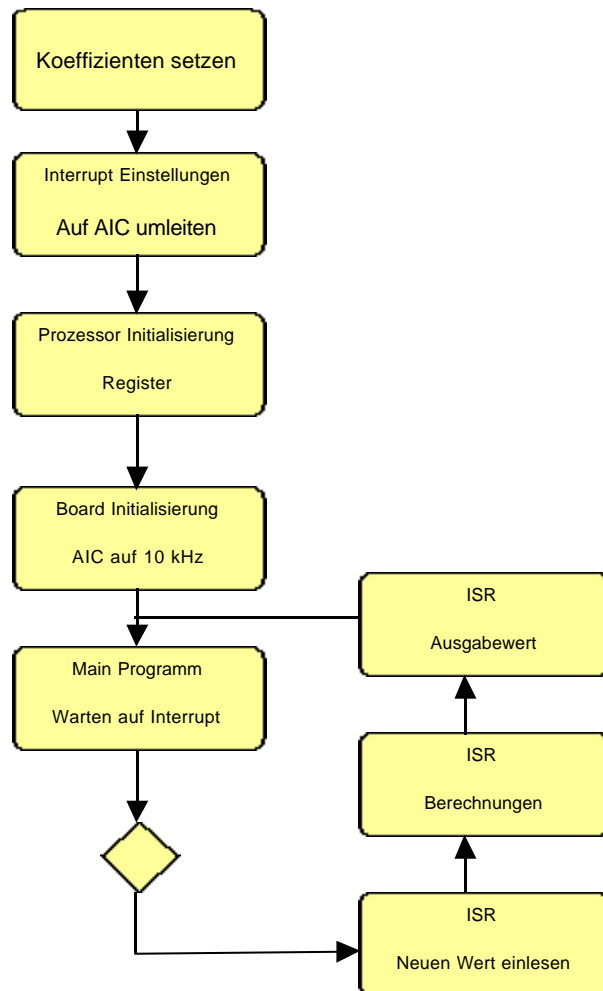 Koeffizienten setzen
Interrupt Einstellungen
Auf AIC umleiten
Prozessor Initialisierung
Register
Board Initialisierung
AIC auf 10 kHz
Main Programm
Warten auf Interrupt
ISR
Neuen Wert einlesen
ISR
Berechnungen
ISR
Ausgabewert